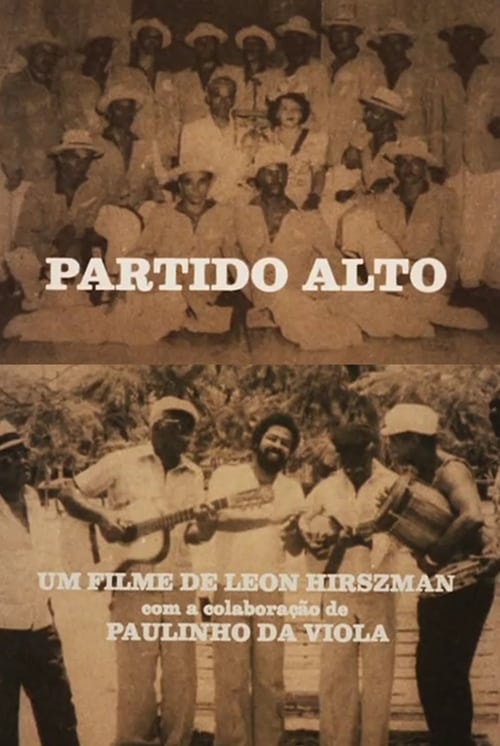 PARTIDO ALTO
UM FILME DE LEON HIRSZMAN
com a colaboração de
PAULINHO DA VIOLA